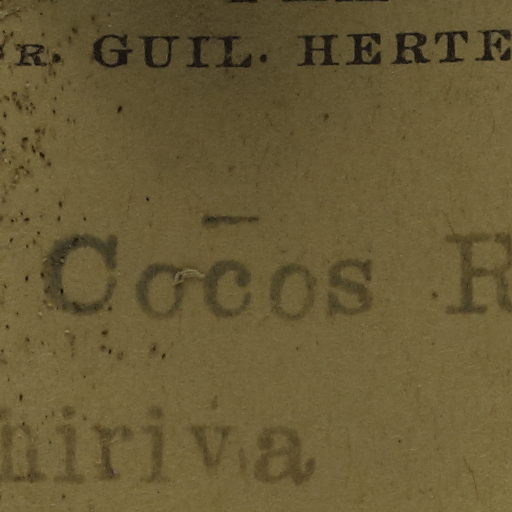 GUIL. HERTE
Cocos R
hiriva